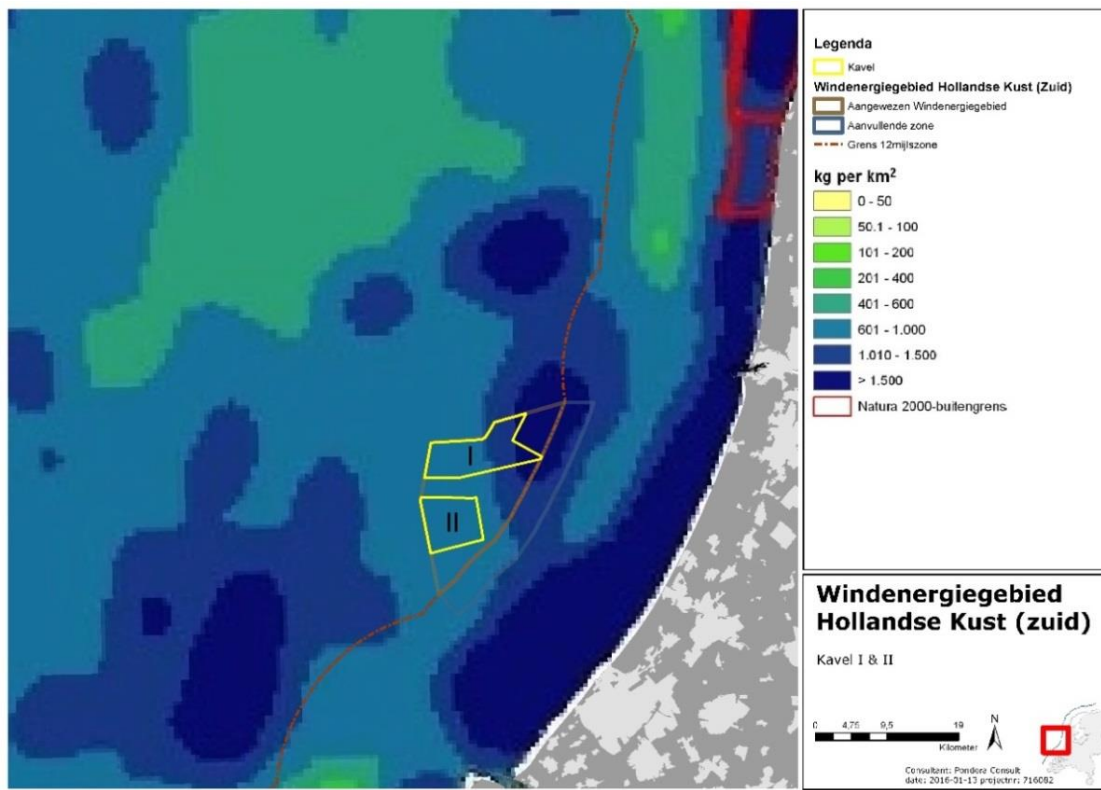 I
II
Legenda
Kavel
Windenergiegebied Hollandse Kust (Zuid)
Aangewezen Windenergiegebied
Aanvullende zone
Grens 12mijlszone
kg per km²
0 - 50
50.1 - 100
101 - 200
201 - 400
401 - 600
601 - 1.000
1.010 - 1.500
> 1.500
Natura 2000-buitengrens
Windenergiegebied
Hollandse Kust (zuid)
Kavel I & II
0 4,75 9,5 19
Kilometer
N
Consultant: Pondera Consult
date: 2016-01-13 projectnr: 716082